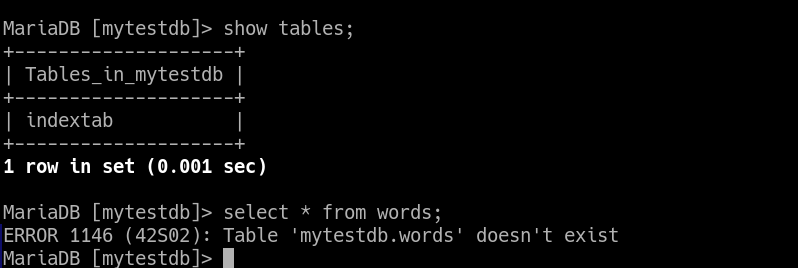 MariaDB [mytestdb]> show tables;
+--------------------+
| Tables_in_mytestdb |
+--------------------+
| indextab           |
+--------------------+
1 row in set (0.001 sec)
MariaDB [mytestdb]> select * from words;
ERROR 1146 (42S02): Table 'mytestdb.words' doesn't exist
MariaDB [mytestdb]>